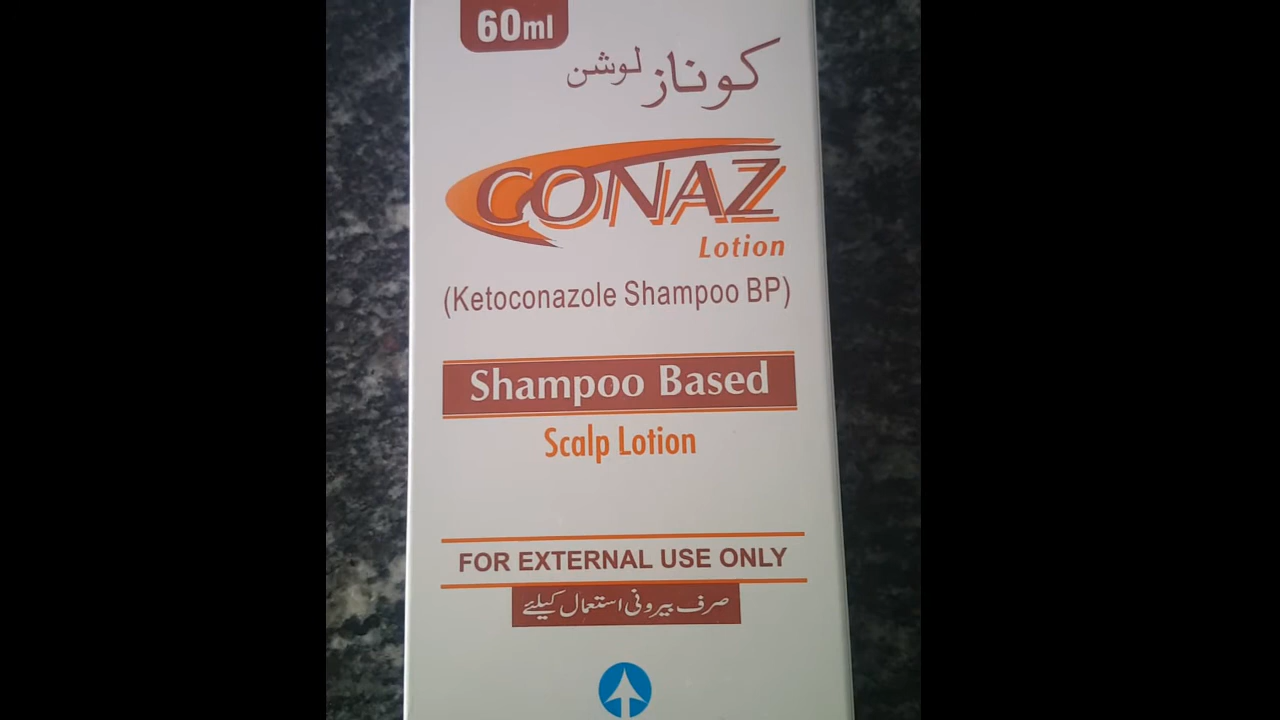 60ml
کوناز لوشن
CONAZ
Lotion
(Ketoconazole Shampoo BP)
Shampoo Based
Scalp Lotion
FOR EXTERNAL USE ONLY
صرف بیرونی استعمال کیلئے